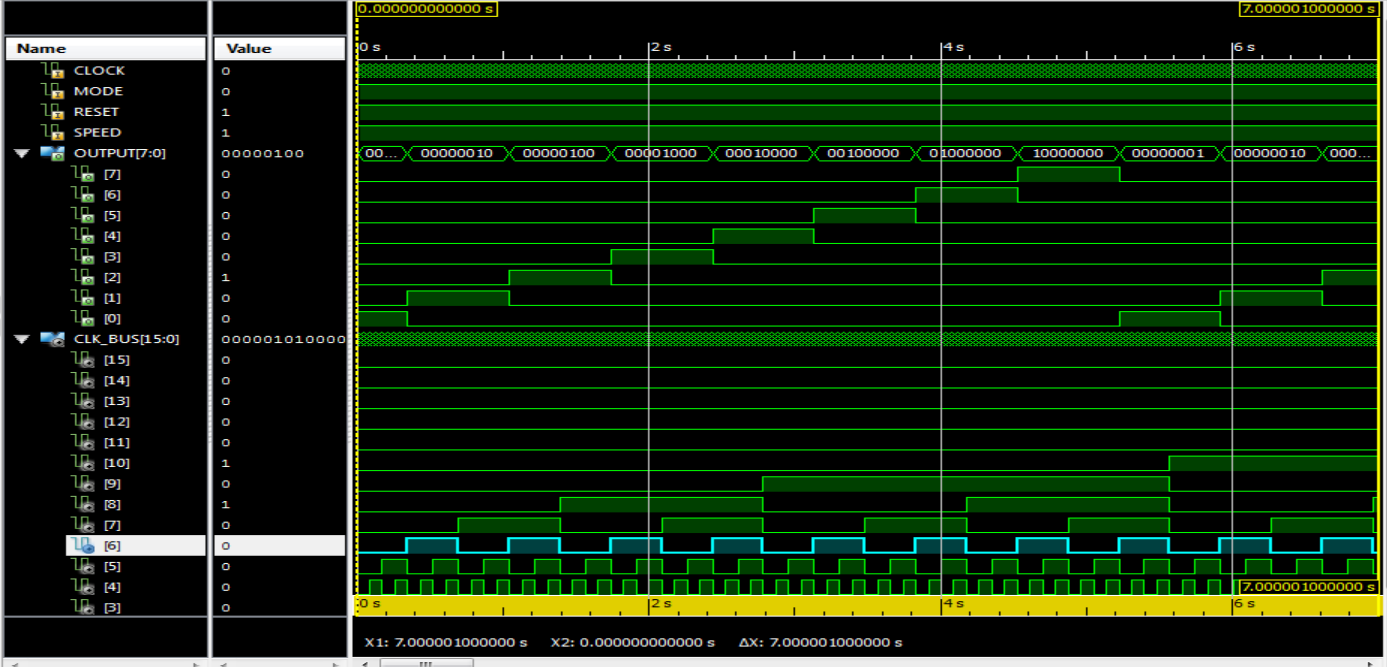 0.000000000000 s 7.000001000000 s
Name Value 0 s 2 s 4 s 6 s
CLOCK 0
MODE 0
RESET 1
SPEED 1
OUTPUT[7:0] 00000100 00... 00000010 00000100 00001000 00010000 00100000 01000000 10000000 00000001 00000010 000...
[7] 0
[6] 0
[5] 0
[4] 0
[3] 0
[2] 1
[1] 0
[0] 0
CLK_BUS[15:0] 000001010000
[15] 0
[14] 0
[13] 0
[12] 0
[11] 0
[10] 1
[9] 0
[8] 1
[7] 0
[6] 0
[5] 0
[4] 0 7.000001000000 s
[3] 0 0 s 2 s 4 s 6 s
X1: 7.000001000000 s X2: 0.000000000000 s ΔX: 7.000001000000 s